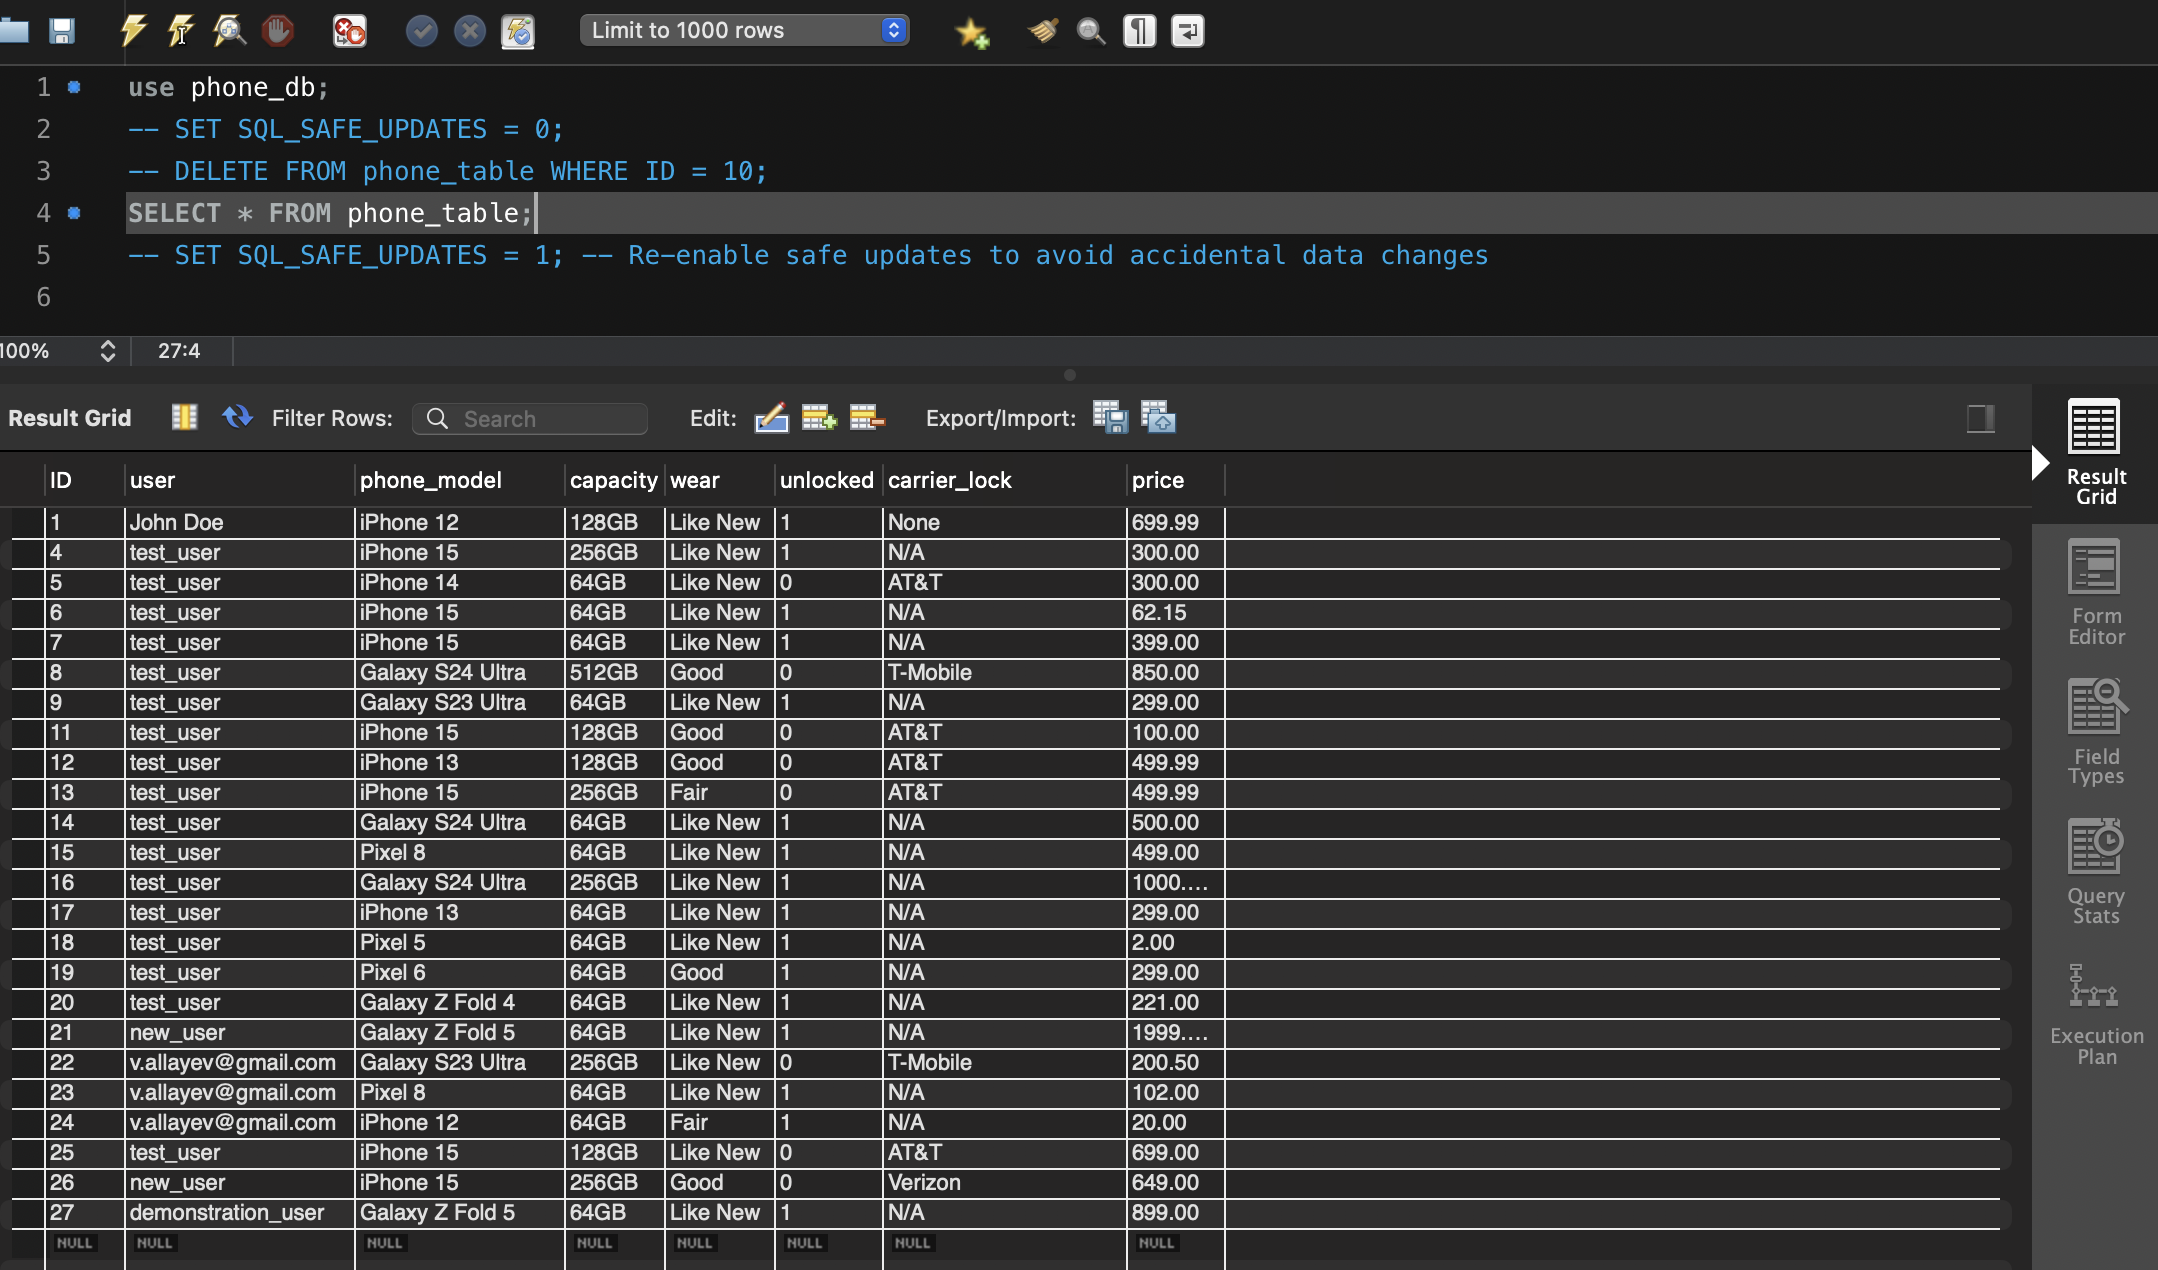 Limit to 1000 rows
1 use phone_db;
2 -- SET SQL_SAFE_UPDATES = 0;
3 -- DELETE FROM phone_table WHERE ID = 10;
4 SELECT * FROM phone_table;
5 -- SET SQL_SAFE_UPDATES = 1; -- Re-enable safe updates to avoid accidental data changes
6
100% 27:4
Result Grid Filter Rows: Search Edit: Export/Import:
ID user phone_model capacity wear unlocked carrier_lock price
1 John Doe iPhone 12 128GB Like New 1 None 699.99
4 test_user iPhone 15 256GB Like New 1 N/A 300.00
5 test_user iPhone 14 64GB Like New 0 AT&T 300.00
6 test_user iPhone 15 64GB Like New 1 N/A 62.15
7 test_user iPhone 15 64GB Like New 1 N/A 399.00
8 test_user Galaxy S24 Ultra 512GB Good 0 T-Mobile 850.00
9 test_user Galaxy S23 Ultra 64GB Like New 1 N/A 299.00
11 test_user iPhone 15 128GB Good 0 AT&T 100.00
12 test_user iPhone 13 128GB Good 0 AT&T 499.99
13 test_user iPhone 15 256GB Fair 0 AT&T 499.99
14 test_user Galaxy S24 Ultra 64GB Like New 1 N/A 500.00
15 test_user Pixel 8 64GB Like New 1 N/A 499.00
16 test_user Galaxy S24 Ultra 256GB Like New 1 N/A 1000....
17 test_user iPhone 13 64GB Like New 1 N/A 299.00
18 test_user Pixel 5 64GB Like New 1 N/A 2.00
19 test_user Pixel 6 64GB Good 1 N/A 299.00
20 test_user Galaxy Z Fold 4 64GB Like New 1 N/A 221.00
21 new_user Galaxy Z Fold 5 64GB Like New 1 N/A 1999....
22 v.allayev@gmail.com Galaxy S23 Ultra 256GB Like New 0 T-Mobile 200.50
23 v.allayev@gmail.com Pixel 8 64GB Like New 1 N/A 102.00
24 v.allayev@gmail.com iPhone 12 64GB Fair 1 N/A 20.00
25 test_user iPhone 15 128GB Like New 0 AT&T 699.00
26 new_user iPhone 15 256GB Good 0 Verizon 649.00
27 demonstration_user Galaxy Z Fold 5 64GB Like New 1 N/A 899.00
NULL NULL NULL NULL NULL NULL NULL NULL
Result
Grid
Form
Editor
Field
Types
Query
Stats
Execution
Plan